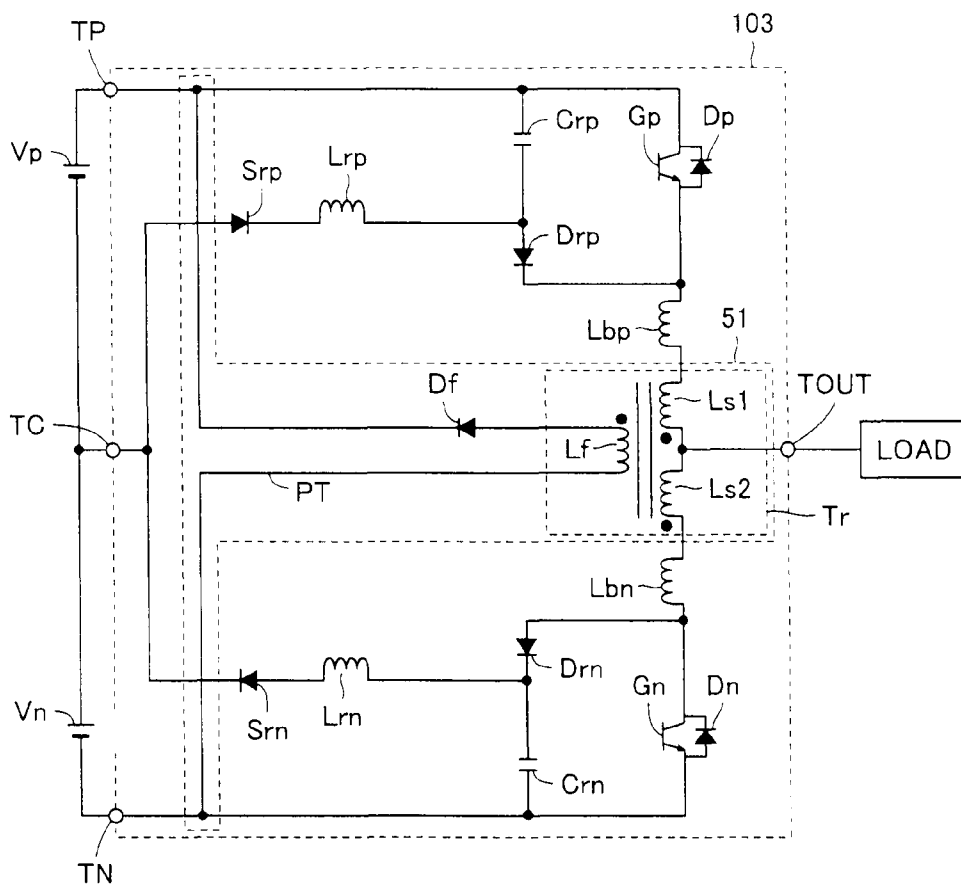 TP
103
Vp
Crp
Gp
Dp
Srp
Lrp
Drp
Lbp
51
TOUT
Df
Ls1
TC
Lf
LOAD
PT
Ls2
Tr
Lbn
Drn
Gn
Dn
Vn
Srn
Lrn
Crn
TN